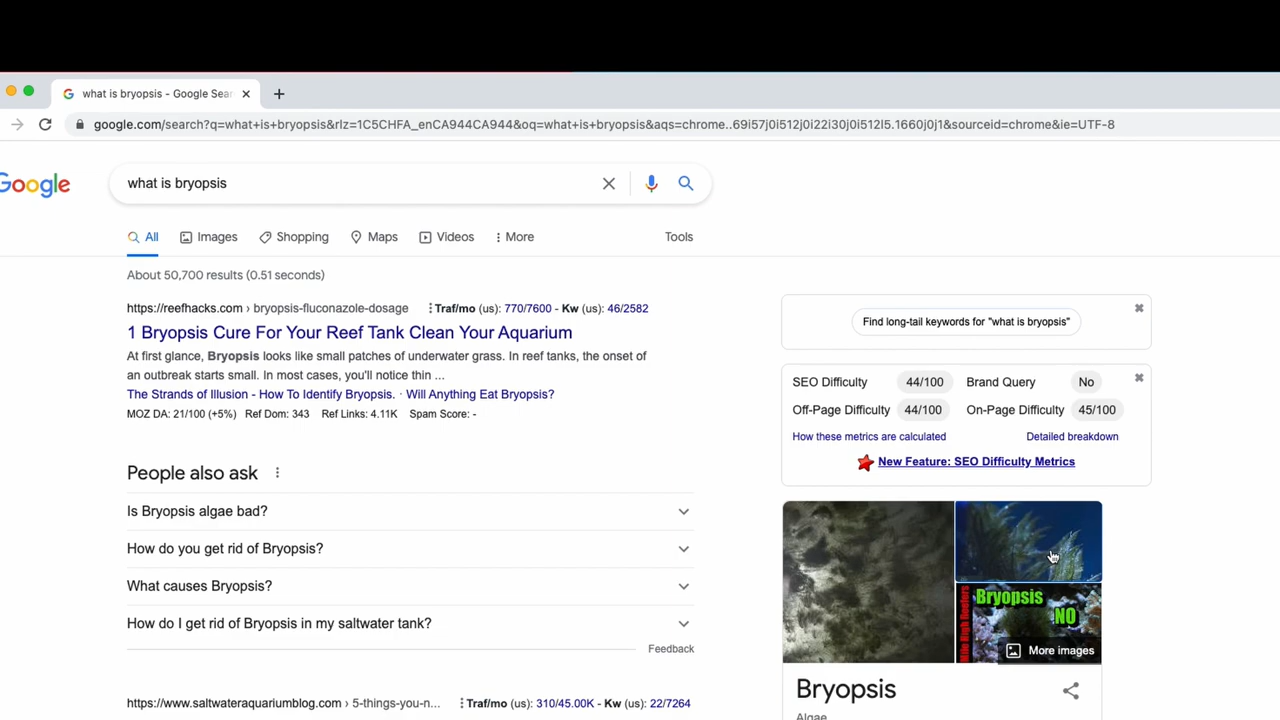 what is bryopsis - Google Sear
google.com/search?q=what+is+bryopsis&rlz=1C5CHFA_enCA944CA944&oq=what+is+bryopsis&aqs=chrome..69i57j0i512j0i22i30j0i512l5.1660j0j1&sourceid=chrome&ie=UTF-8
Google
what is bryopsis
All Images Shopping Maps Videos More Tools
About 50,700 results (0.51 seconds)
https://reefhacks.com › bryopsis-fluconazole-dosage Traf/mo (us): 770/7600 - Kw (us): 46/2582
1 Bryopsis Cure For Your Reef Tank Clean Your Aquarium
At first glance, Bryopsis looks like small patches of underwater grass. In reef tanks, the onset of
an outbreak starts small. In most cases, you'll notice thin ...
The Strands of Illusion - How To Identify Bryopsis. · Will Anything Eat Bryopsis?
MOZ DA: 21/100 (+5%) Ref Dom: 343 Ref Links: 4.11K Spam Score: -
People also ask
Is Bryopsis algae bad?
How do you get rid of Bryopsis?
What causes Bryopsis?
How do I get rid of Bryopsis in my saltwater tank?
Feedback
https://www.saltwateraquariumblog.com › 5-things-you-n... Traf/mo (us): 310/45.00K - Kw (us): 22/7264
Find long-tail keywords for "what is bryopsis"
SEO Difficulty 44/100 Brand Query No
Off-Page Difficulty 44/100 On-Page Difficulty 45/100
How these metrics are calculated Detailed breakdown
New Feature: SEO Difficulty Metrics
Mile High Reefers
Bryopsis
NO
More images
Bryopsis
Algae